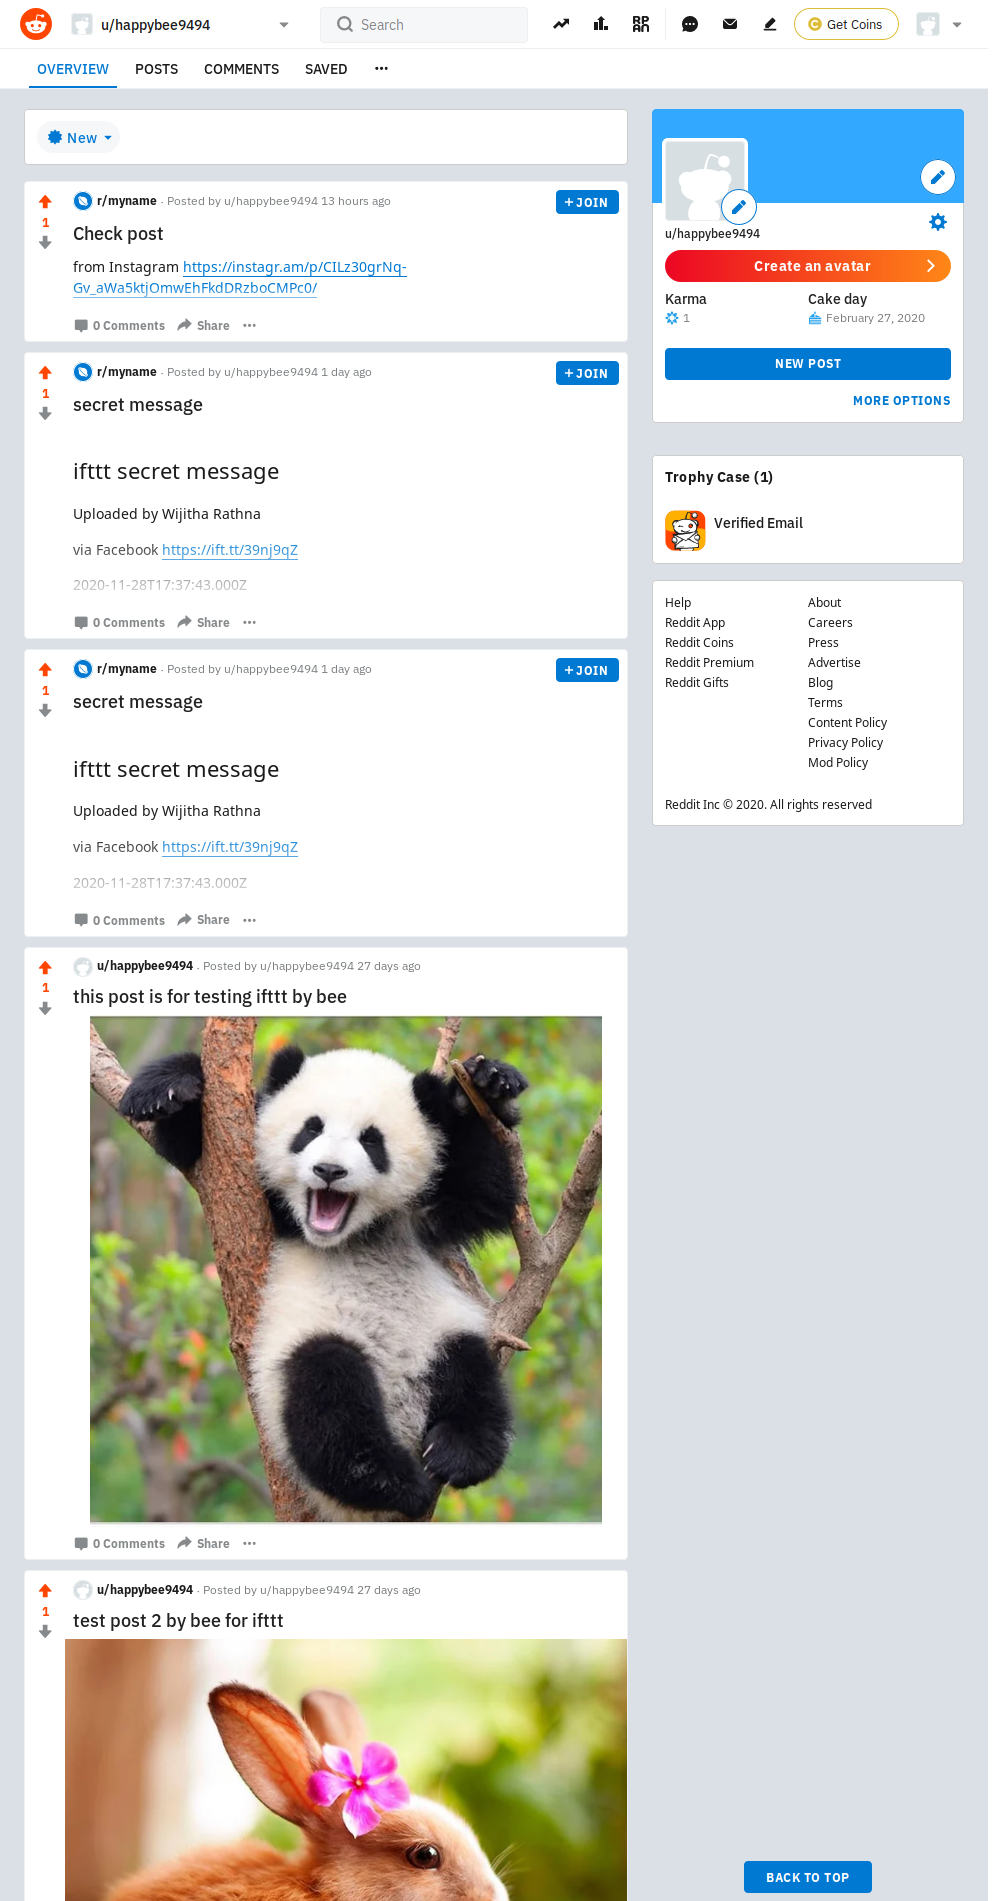 u/happybee9494
Search
Get Coins
OVERVIEW
POSTS
COMMENTS
SAVED
New
1
r/myname · Posted by u/happybee9494 13 hours ago
JOIN
Check post
from Instagram https://instagr.am/p/CILz30grNq-
Gv_aWa5ktjOmwEhFkdDRzboCMPc0/
0 Comments
Share
1
r/myname · Posted by u/happybee9494 1 day ago
JOIN
secret message
ifttt secret message
Uploaded by Wijitha Rathna
via Facebook https://ift.tt/39nj9qZ
2020-11-28T17:37:43.000Z
0 Comments
Share
1
r/myname · Posted by u/happybee9494 1 day ago
JOIN
secret message
ifttt secret message
Uploaded by Wijitha Rathna
via Facebook https://ift.tt/39nj9qZ
2020-11-28T17:37:43.000Z
0 Comments
Share
1
u/happybee9494 · Posted by u/happybee9494 27 days ago
this post is for testing ifttt by bee
0 Comments
Share
1
u/happybee9494 · Posted by u/happybee9494 27 days ago
test post 2 by bee for ifttt
u/happybee9494
Create an avatar
Karma
1
Cake day
February 27, 2020
NEW POST
MORE OPTIONS
Trophy Case (1)
Verified Email
Help
Reddit App
Reddit Coins
Reddit Premium
Reddit Gifts
About
Careers
Press
Advertise
Blog
Terms
Content Policy
Privacy Policy
Mod Policy
Reddit Inc © 2020. All rights reserved
BACK TO TOP